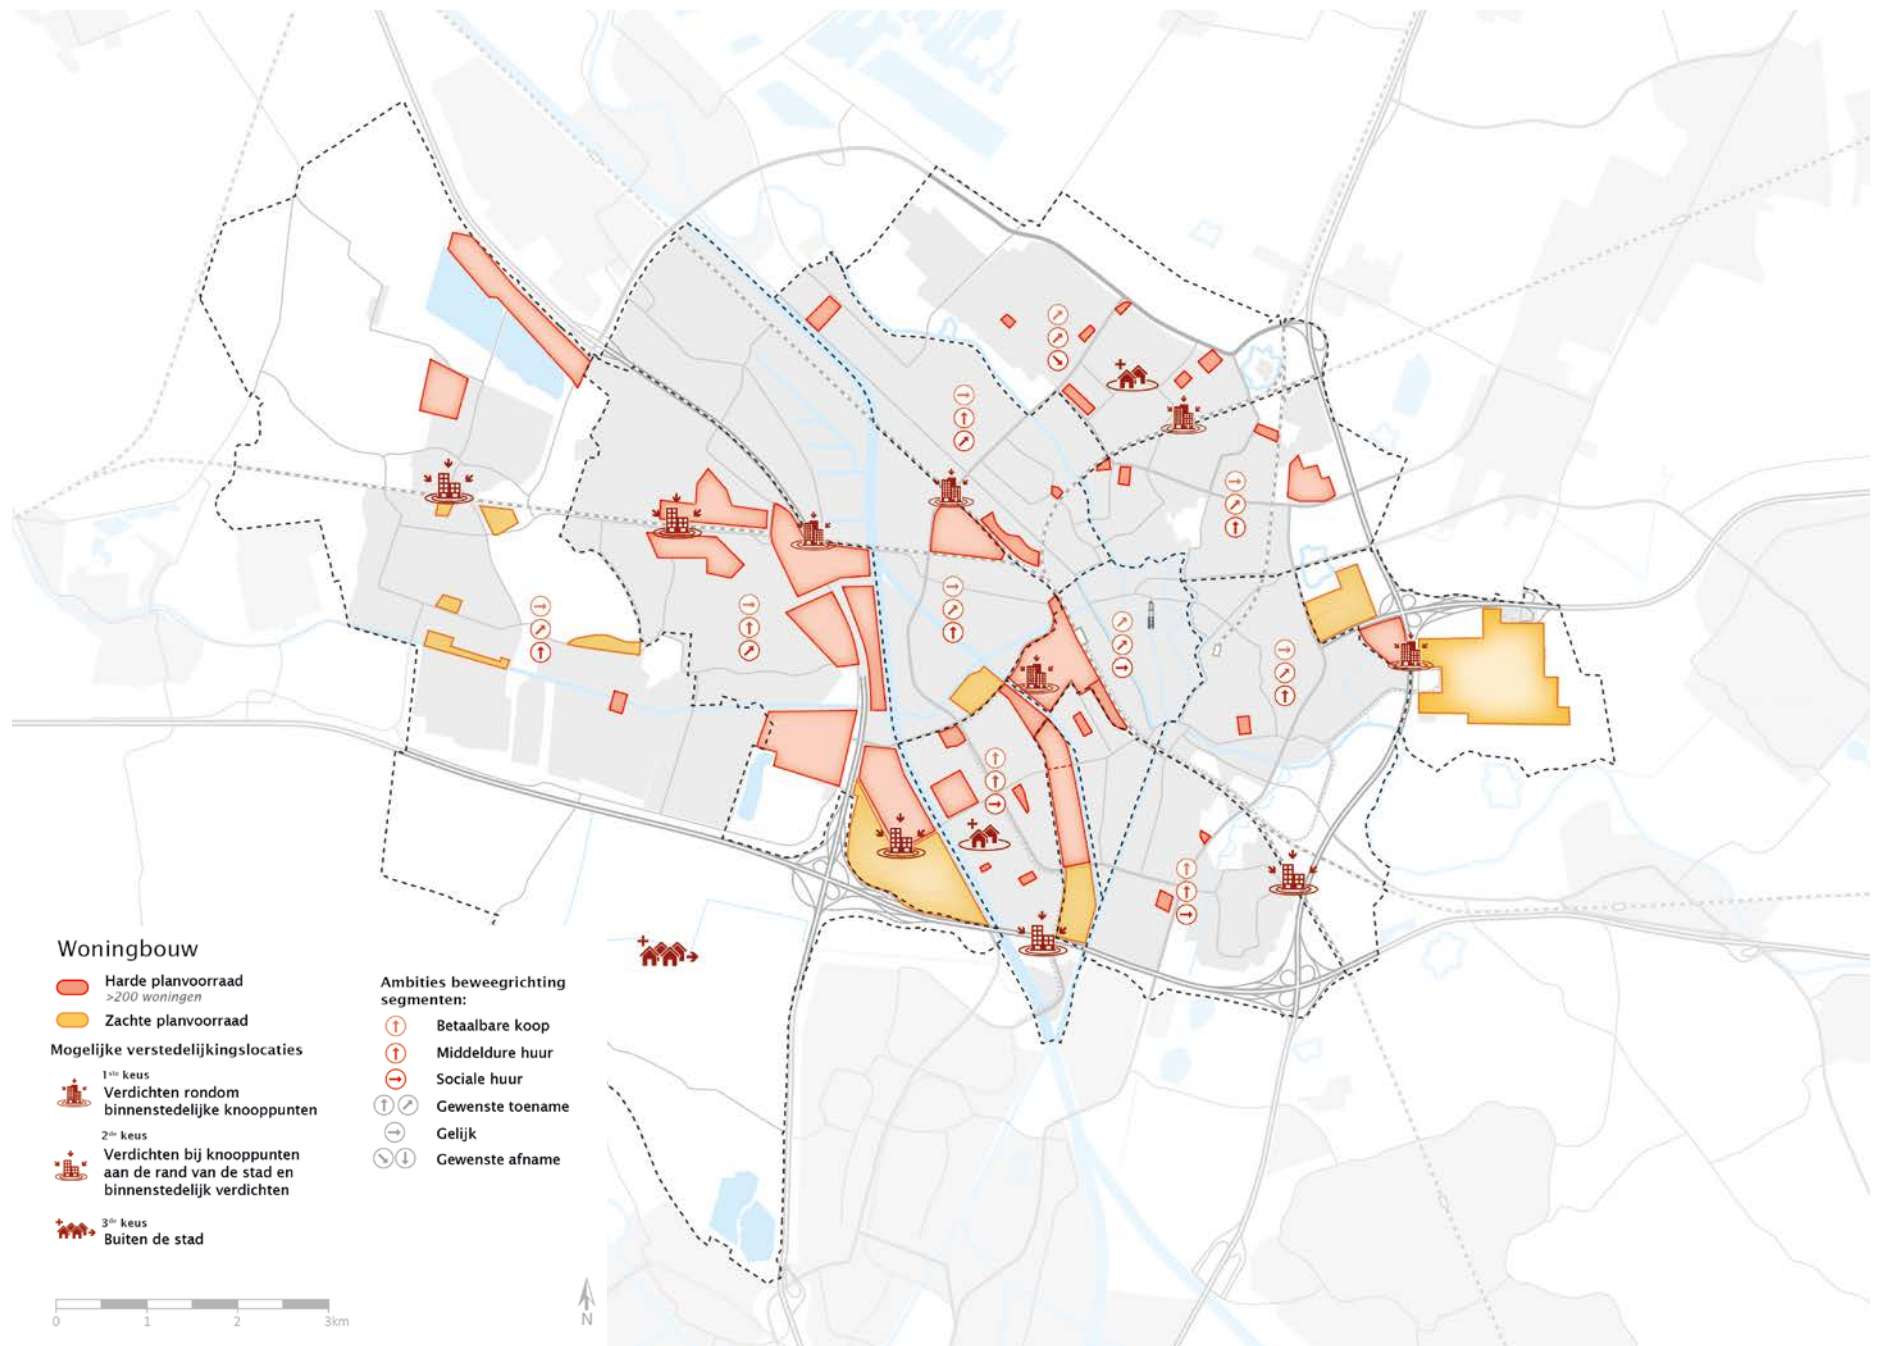 Woningbouw
Harde planvoorraad
>200 woningen
Zachte planvoorraad
Mogelijke verstedelijkingslocaties
1ste keus
Verdichten rondom
binnenstedelijke knooppunten
2de keus
Verdichten bij knooppunten
aan de rand van de stad en
binnenstedelijk verdichten
3de keus
Buiten de stad
0 1 2 3km
Ambities beweegrichting
segmenten:
Betaalbare koop
Middeldure huur
Sociale huur
Gewenste toename
Gelijk
Gewenste afname
N